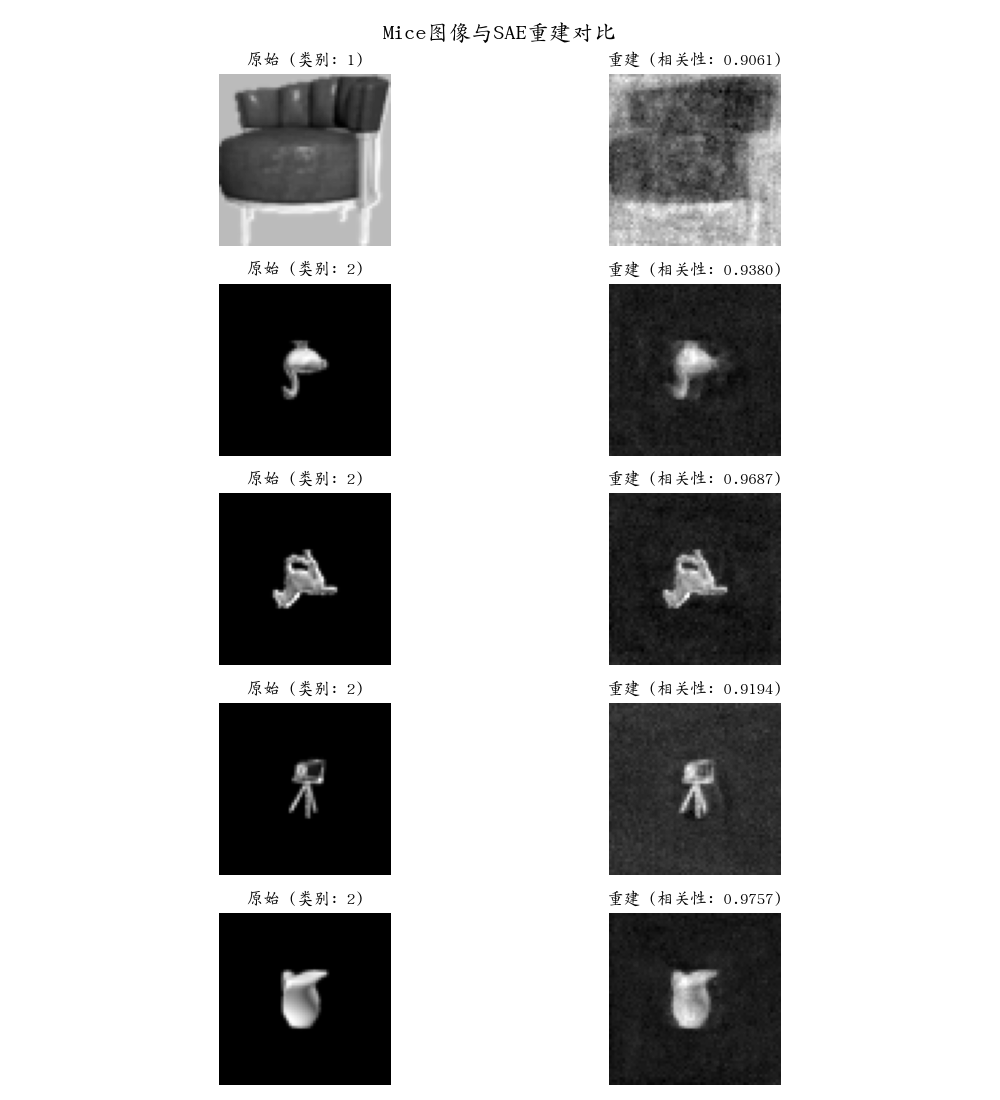 Mice图像与SAE重建对比
原始 (类别: 1)
重建 (相关性: 0.9061)
原始 (类别: 2)
重建 (相关性: 0.9380)
原始 (类别: 2)
重建 (相关性: 0.9687)
原始 (类别: 2)
重建 (相关性: 0.9194)
原始 (类别: 2)
重建 (相关性: 0.9757)